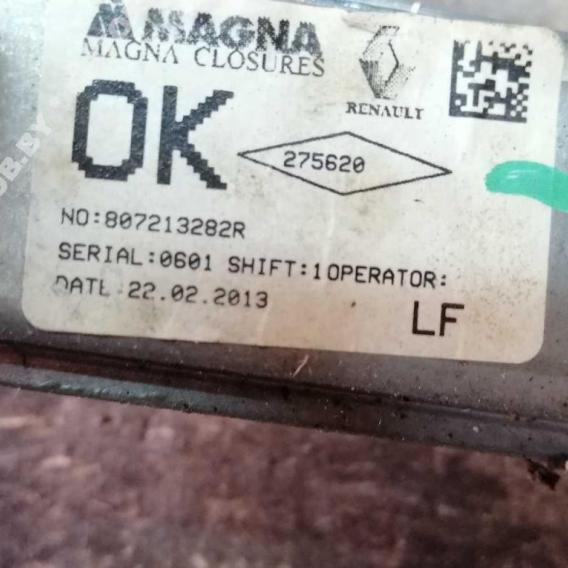 MAGNA
MAGNA CLOSURES
RENAULT
OK
275620
NO:807213282R
SERIAL:0601 SHIFT:1OPERATOR:
DATE:22.02.2013
LF